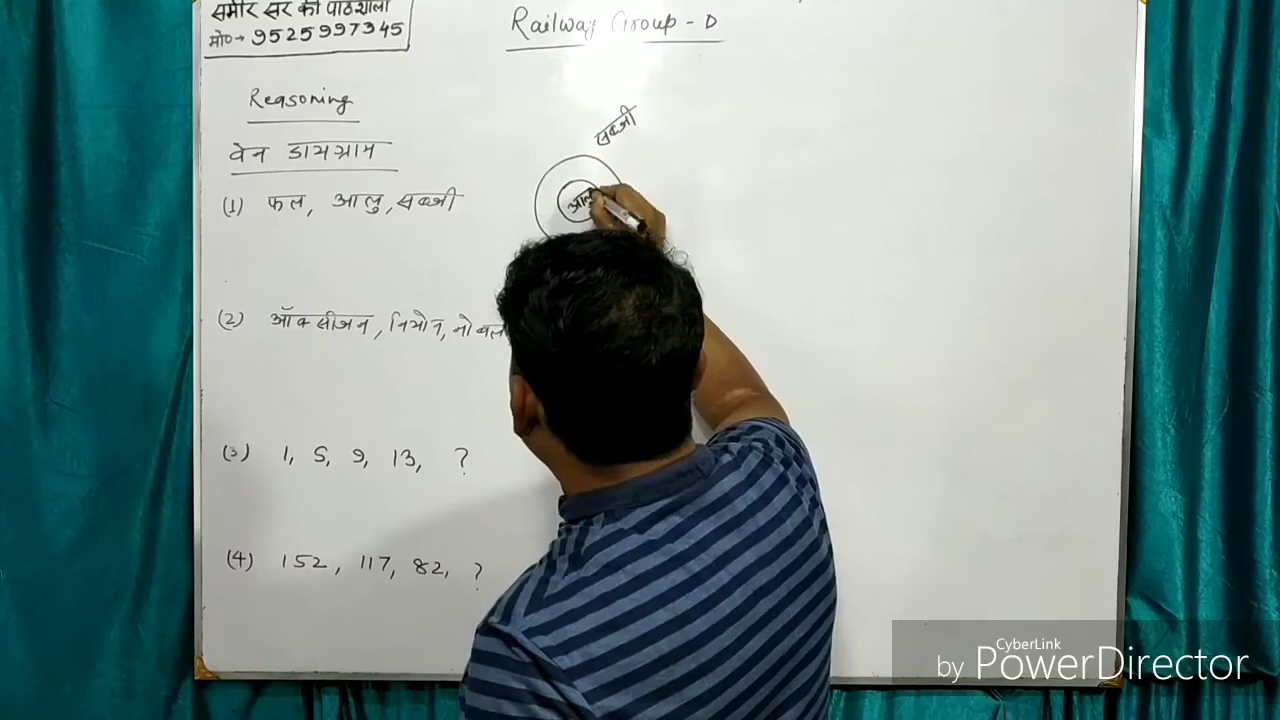 समीर सर की पाठशाला
मो० → 9525997345
Railway Group - D
Reasoning
वेन डायग्राम
(1) फल, आलु, सब्जी
सब्जी
आलु
(2) ऑक्सीजन, नियोन, नोबल
(3) 1, 5, 9, 13, ?
(4) 152, 117, 82, ?
CyberLink
by PowerDirector